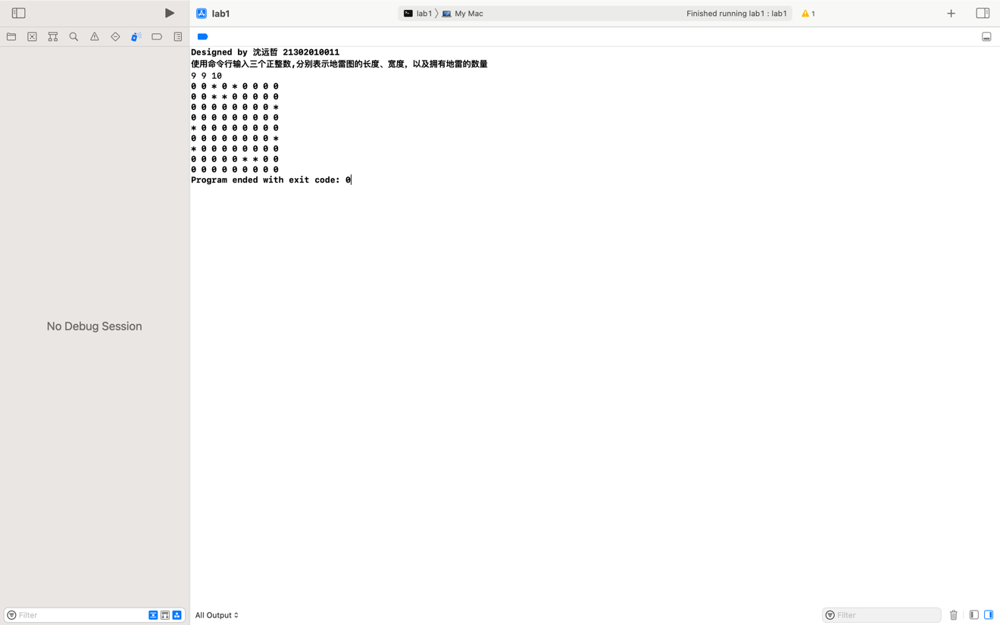 lab1
lab1 〉 My Mac
Finished running lab1 : lab1
1
Designed by 沈远哲 21302010011
使用命令行输入三个正整数,分别表示地雷图的长度、宽度，以及拥有地雷的数量
9 9 10
0 0 * 0 * 0 0 0 0
0 0 * * 0 0 0 0 0
0 0 0 0 0 0 0 0 *
0 0 0 0 0 0 0 0 0
* 0 0 0 0 0 0 0 0
0 0 0 0 0 0 0 0 *
* 0 0 0 0 0 0 0 0
0 0 0 0 0 * * 0 0
0 0 0 0 0 0 0 0 0
Program ended with exit code: 0
No Debug Session
Filter
All Output
Filter